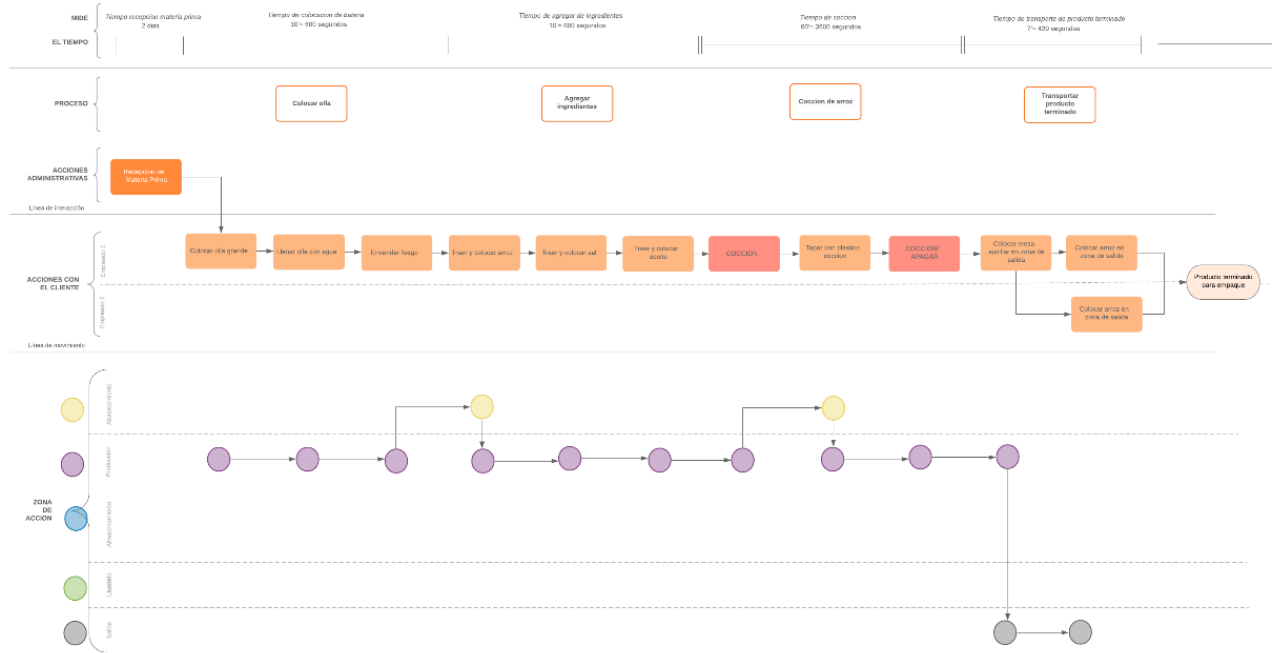 MIDE
EL TIEMPO
Tiempo recepcion materia prima
2 dias
Tiempo de colocacion de bateria
10'= 600 segundos
Tiempo de agregar de ingredientes
10'= 600 segundos
Tiempo de coccion
60'= 3600 segundos
Tiempo de transporte de producto terminado
7'= 420 segundos
PROCESO
Colocar olla
Agregar
ingredientes
Coccion de arroz
Transportar
producto
terminado
ACCIONES
ADMINISTRATIVAS
Recepcion de
Materia Prima
Línea de interacción
ACCIONES CON
EL CLIENTE
Empleado 1
Empleado 2
Colocar olla grande
Llenar olla con agua
Encender fuego
Traer y colocar arroz
Traer y colocar sal
Traer y colocar
aceite
COCCION
Tapar con plastico
coccion
COCCION/
APAGAR
Colocar mesa
auxiliar en zona de
salida
Colocar arroz en
zona de salida
Colocar arroz en
zona de salida
Producto terminado
para empaque
Línea de movimiento
ZONA
DE
ACCION
Abastecimiento
Produccion
Almacenamiento
Salida